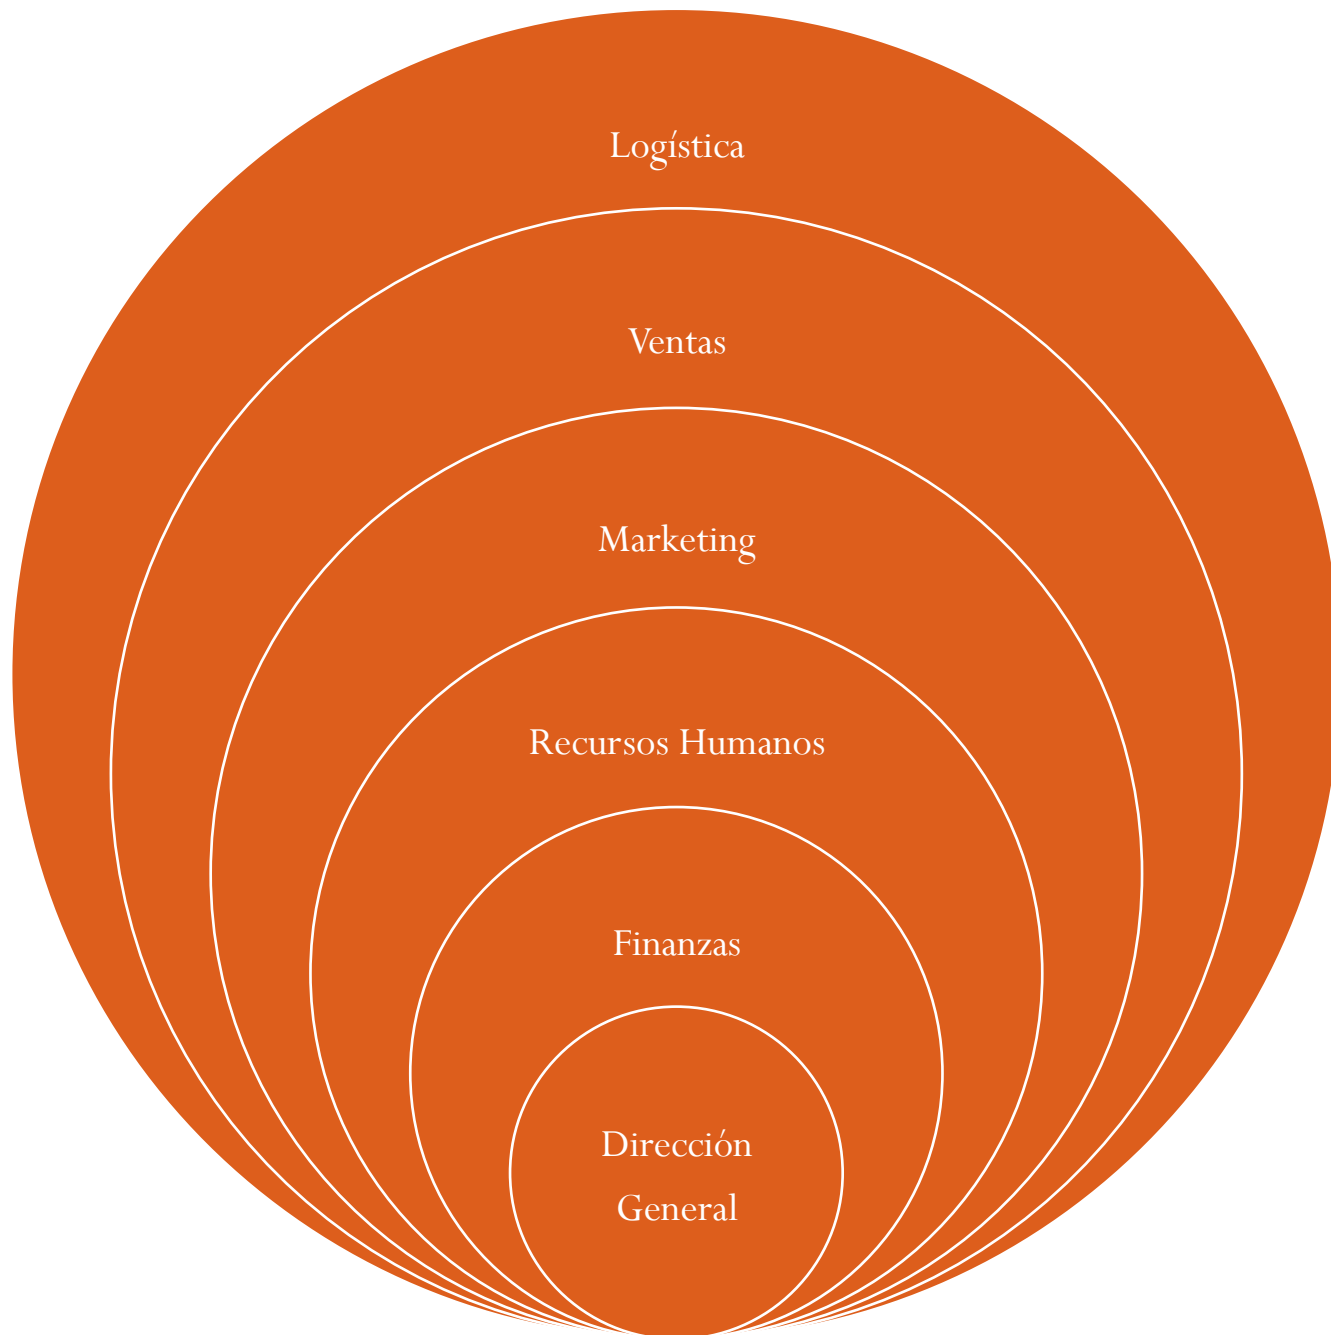 Logística
Ventas
Marketing
Recursos Humanos
Finanzas
Dirección
General